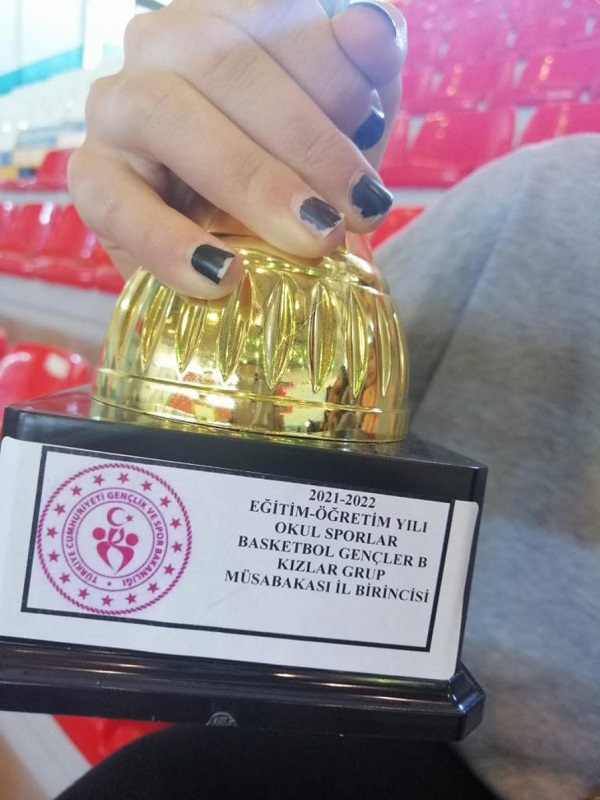 TÜRKİYE CUMHURİYETİ GENÇLİK VE SPOR BAKANLIĞI
2021-2022
EĞİTİM-ÖĞRETİM YILI
OKUL SPORLAR
BASKETBOL GENÇLER B
KIZLAR GRUP
MÜSABAKASI İL BİRİNCİSİ